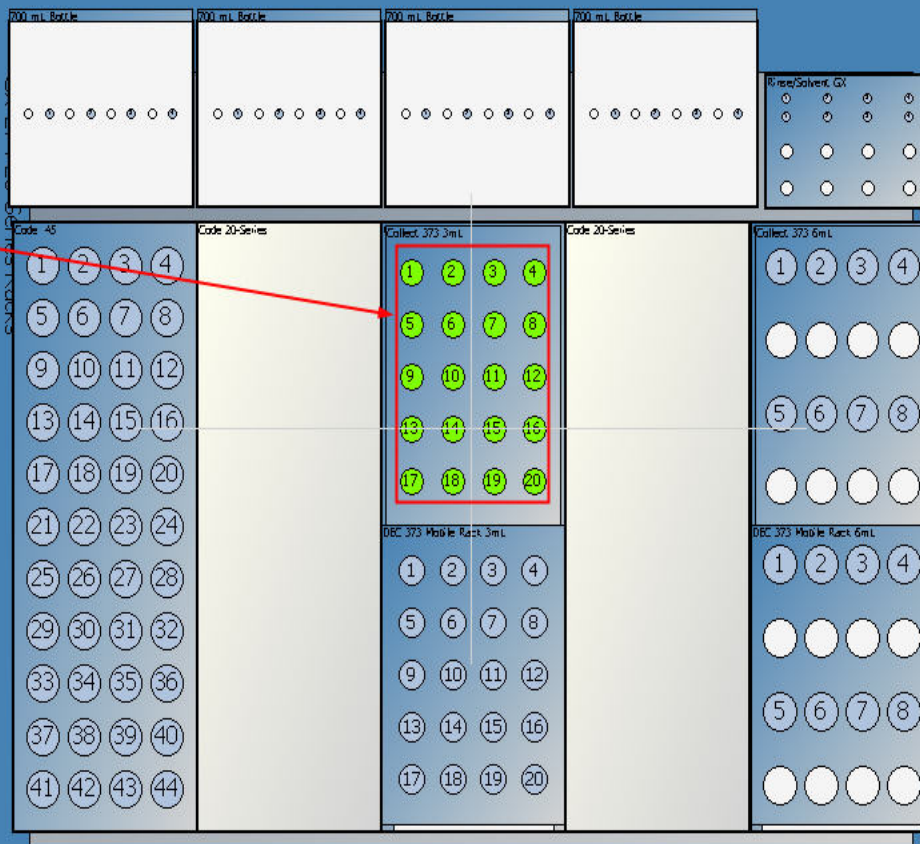 700 mL Bottle
700 mL Bottle
700 mL Bottle
700 mL Bottle
Rinse/Solvent GX
Code 45
1 2 3 4
5 6 7 8
9 10 11 12
13 14 15 16
17 18 19 20
21 22 23 24
25 26 27 28
29 30 31 32
33 34 35 36
37 38 39 40
41 42 43 44
Code 20-Series
Collect 373 3mL
1 2 3 4
5 6 7 8
9 10 11 12
13 14 15 16
17 18 19 20
DEC 373 Mobile Rack 3mL
1 2 3 4
5 6 7 8
9 10 11 12
13 14 15 16
17 18 19 20
Code 20-Series
Collect 373 6mL
1 2 3 4
5 6 7 8
DEC 373 Mobile Rack 6mL
1 2 3 4
5 6 7 8